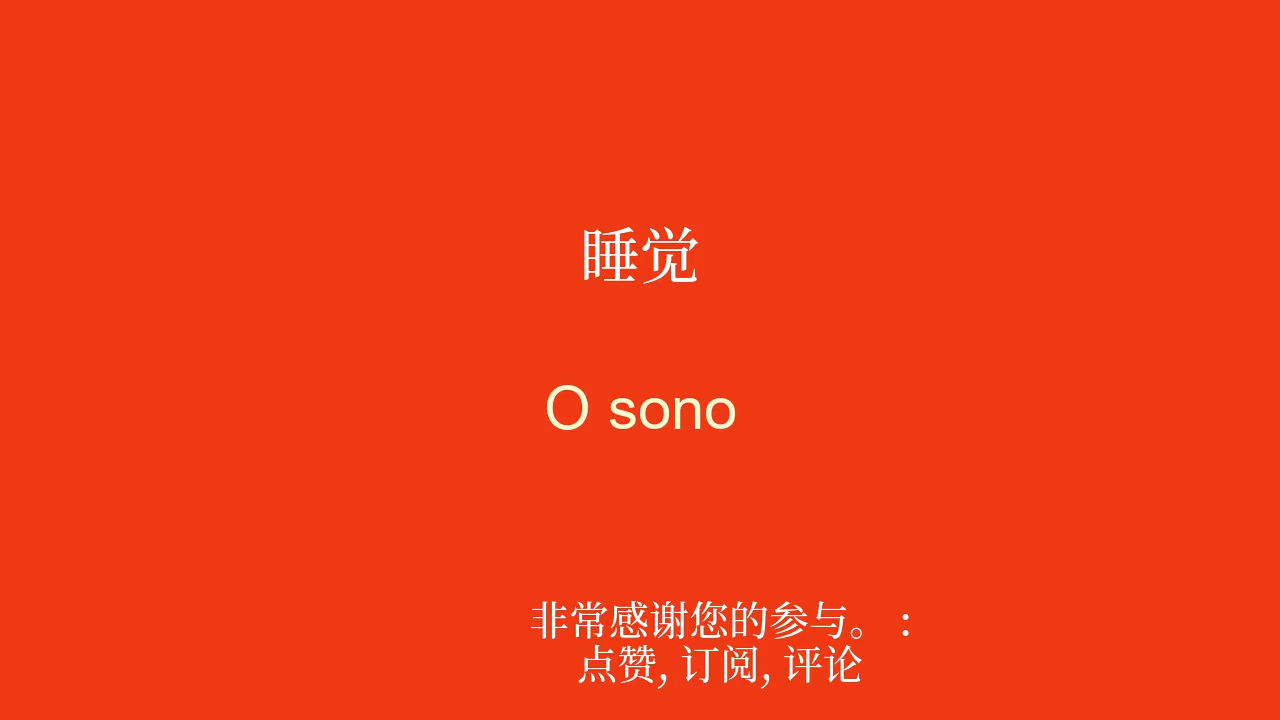 睡觉
O sono
非常感谢您的参与。 :
点赞, 订阅, 评论